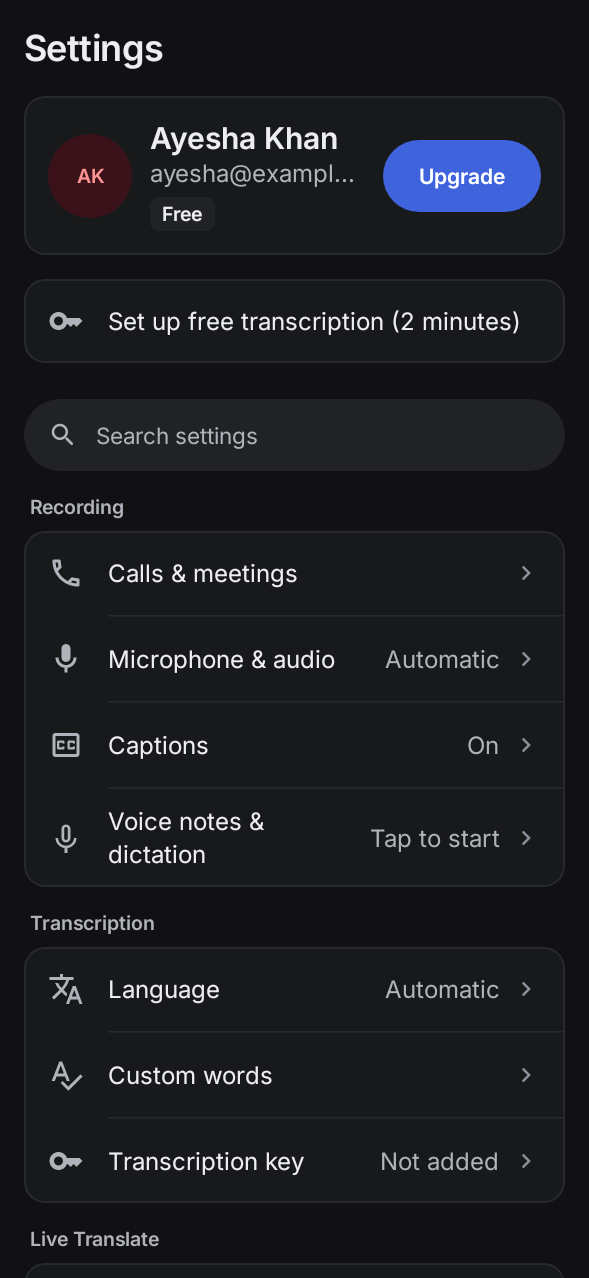 Settings
AK
Ayesha Khan
ayesha@exampl...
Free
Upgrade
Set up free transcription (2 minutes)
Search settings
Recording
Calls & meetings
Microphone & audio Automatic
Captions On
Voice notes &
dictation
Tap to start
Transcription
Language Automatic
Custom words
Transcription key Not added
Live Translate